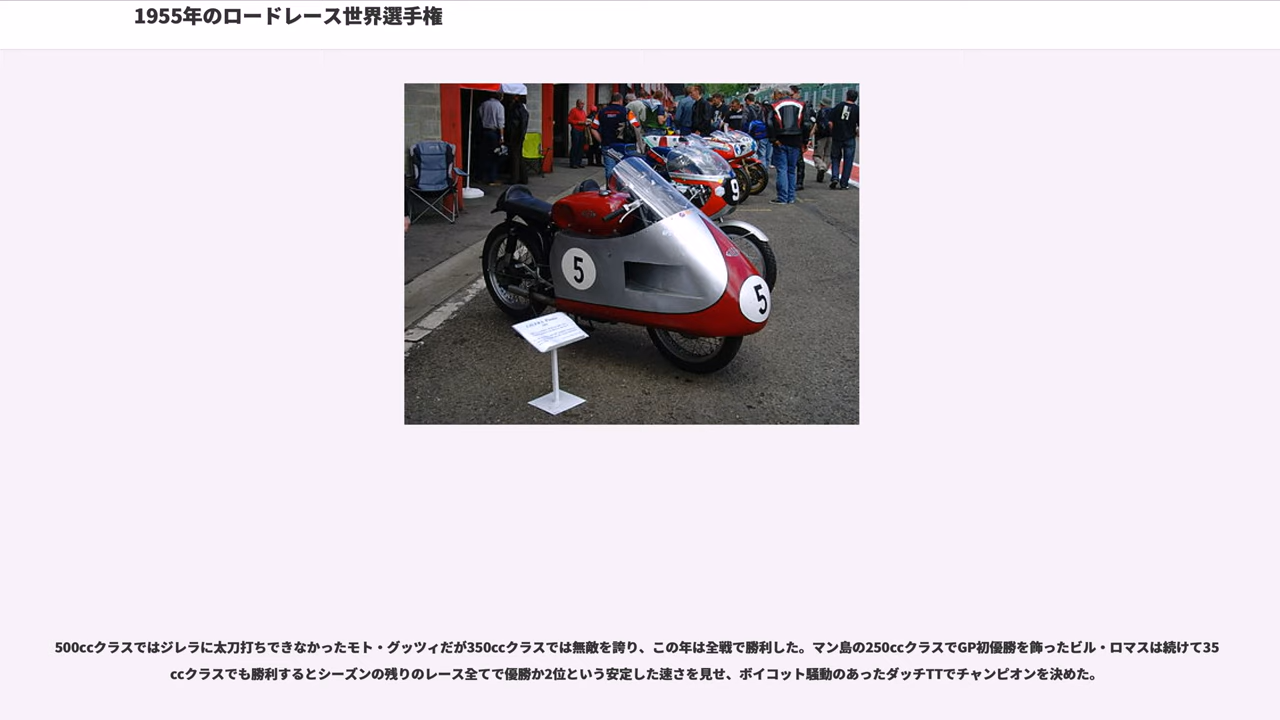 1955年のロードレース世界選手権
9
5
5
500ccクラスではジレラに太刀打ちできなかったモト・グッツィだが350ccクラスでは無敵を誇り、この年は全戦で勝利した。マン島の250ccクラスでGP初優勝を飾ったビル・ロマスは続けて35
ccクラスでも勝利するとシーズンの残りのレース全てで優勝か2位という安定した速さを見せ、ボイコット騒動のあったダッチTTでチャンピオンを決めた。